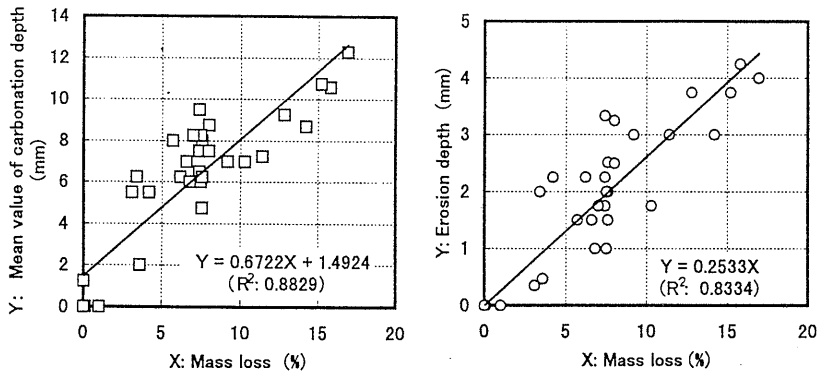 14
12
10
8
6
4
2
0
0 5 10 15 20
Y: Mean value of carbonation depth
(mm)
X: Mass loss (%)
Y = 0.6722X + 1.4924
(R²: 0.8829)
5
4
3
2
1
0
0 5 10 15 20
Y: Erosion depth (mm)
X: Mass loss (%)
Y = 0.2533X
(R²: 0.8334)